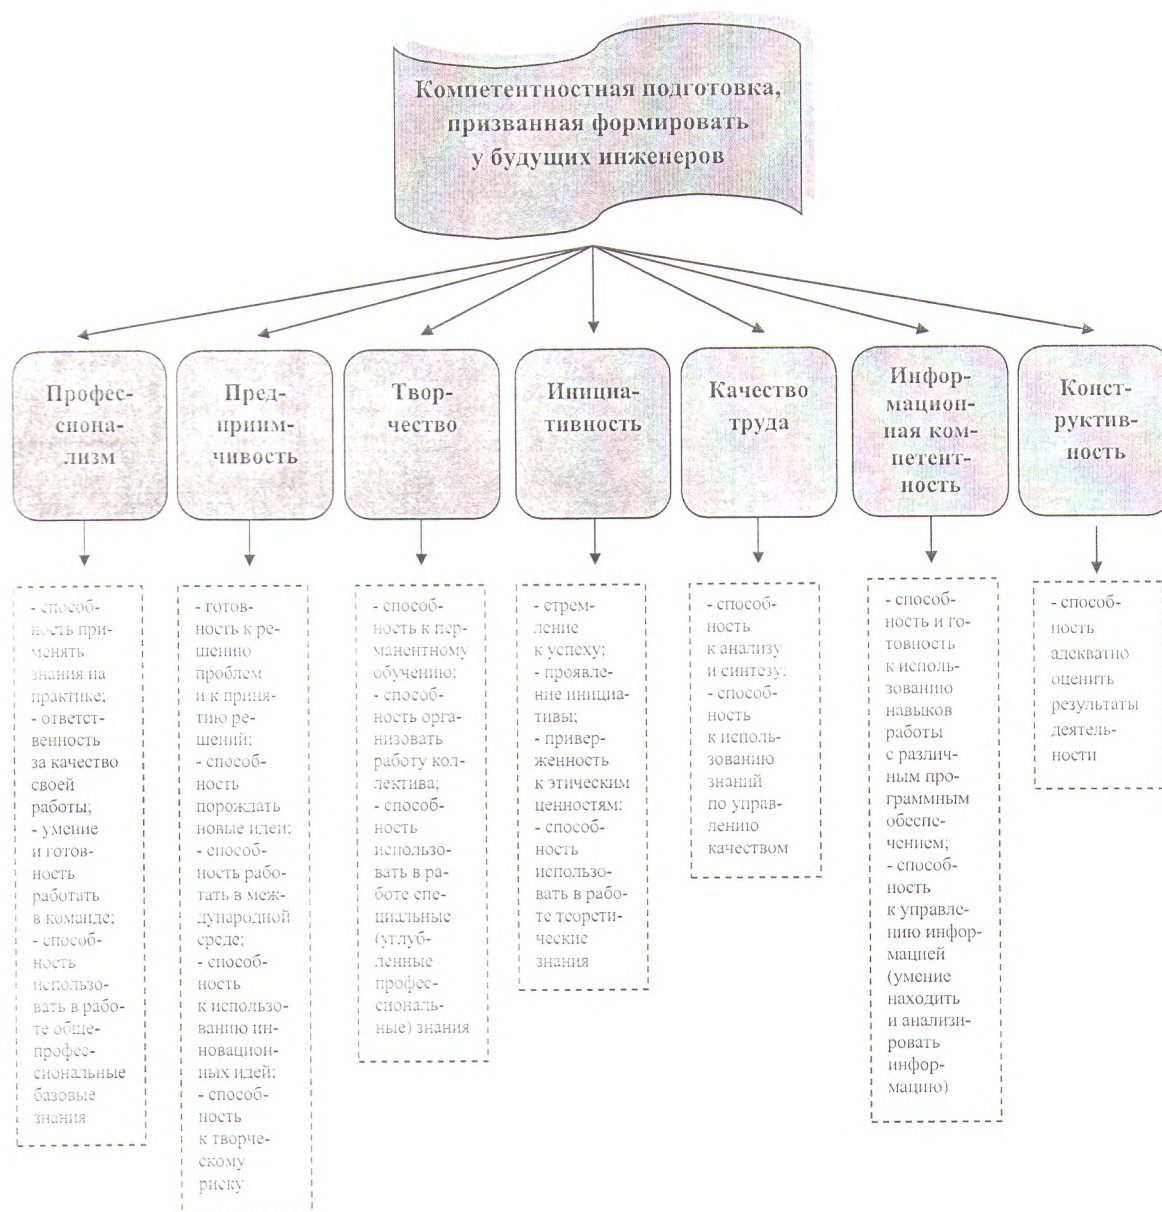 Компетентностная подготовка,
призванная формировать
у будущих инженеров
Профес-
сиона-
лизм
Пред-
приим-
чивость
Твор-
чество
Инициа-
тивность
Качество
труда
Инфор-
мацион-
ная ком-
петент-
ность
Конст-
руктив-
ность
- способ-
ность при-
менять
знания на
практике;
- ответст-
венность
за качество
своей
работы;
- умение
и готов-
ность
работать
в команде;
- способ-
ность
использо-
вать в рабо-
те обще-
профес-
сиональные
базовые
знания
- готов-
ность к ре-
шению
проблем
и к приня-
тию ре-
шений;
- способ-
ность
порождать
новые идеи;
- способ-
ность рабо-
тать в меж-
дународной
среде;
- способ-
ность
к использо-
ванию ин-
новацион-
ных идей;
- способ-
ность
к творче-
скому
риску
- способ-
ность к пер-
манентному
обучению;
- способ-
ность орга-
низовать
работу кол-
лектива;
- способ-
ность
использо-
вать в ра-
боте спе-
циальные
(углуб-
ленные
профес-
сиональ-
ные) знания
- стрем-
ление
к успеху;
- проявле-
ние инициа-
тивы;
- привер-
женность
к этическим
ценностям;
- способ-
ность
использо-
вать в рабо-
те теорети-
ческие
знания
- способ-
ность
к анализу
и синтезу;
- способ-
ность
к исполь-
зованию
знаний
по управ-
лению
качеством
- способ-
ность и го-
товность
к исполь-
зованию
навыков
работы
с различ-
ным про-
граммным
обеспе-
чением;
- способ-
ность
к управле-
нию инфор-
мацией
(умение
находить
и анализи-
ровать
инфор-
мацию)
- способ-
ность
адекватно
оценить
результаты
деятель-
ности